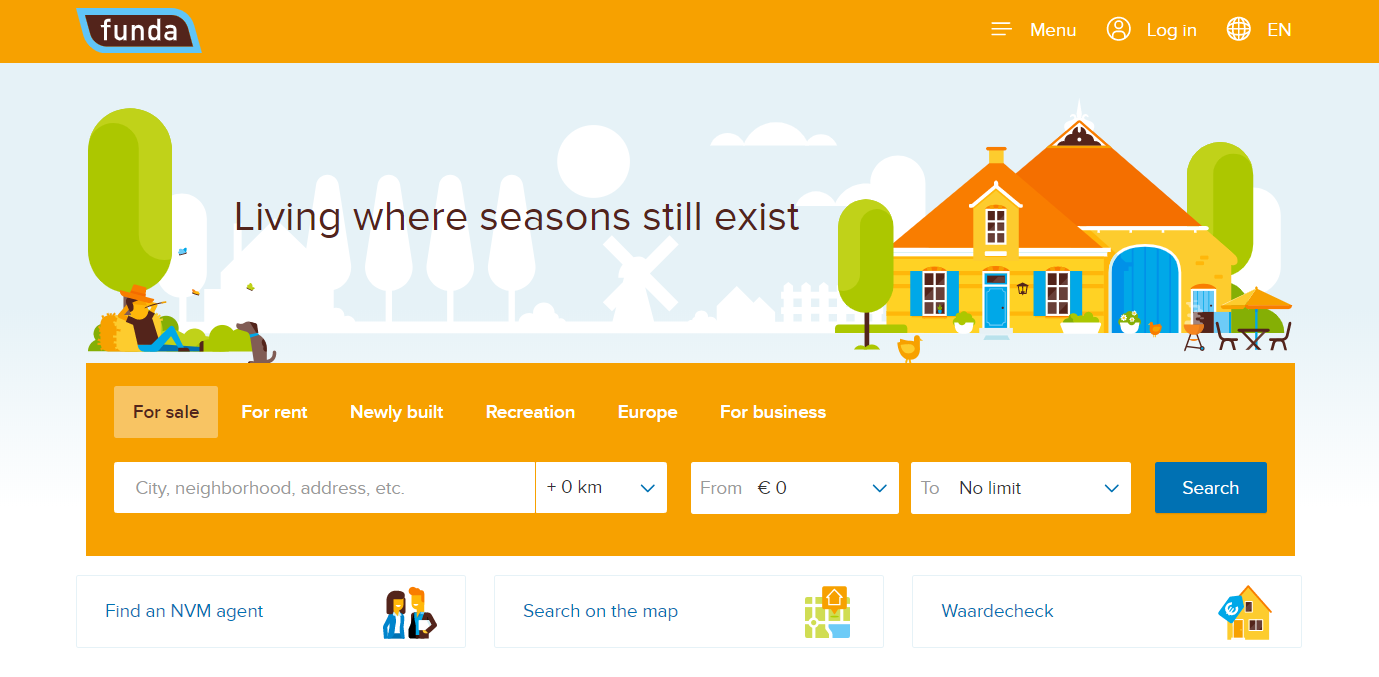 funda
Menu Log in EN
Living where seasons still exist
For sale For rent Newly built Recreation Europe For business
City, neighborhood, address, etc. + 0 km From € 0 To No limit Search
Find an NVM agent Search on the map Waardecheck